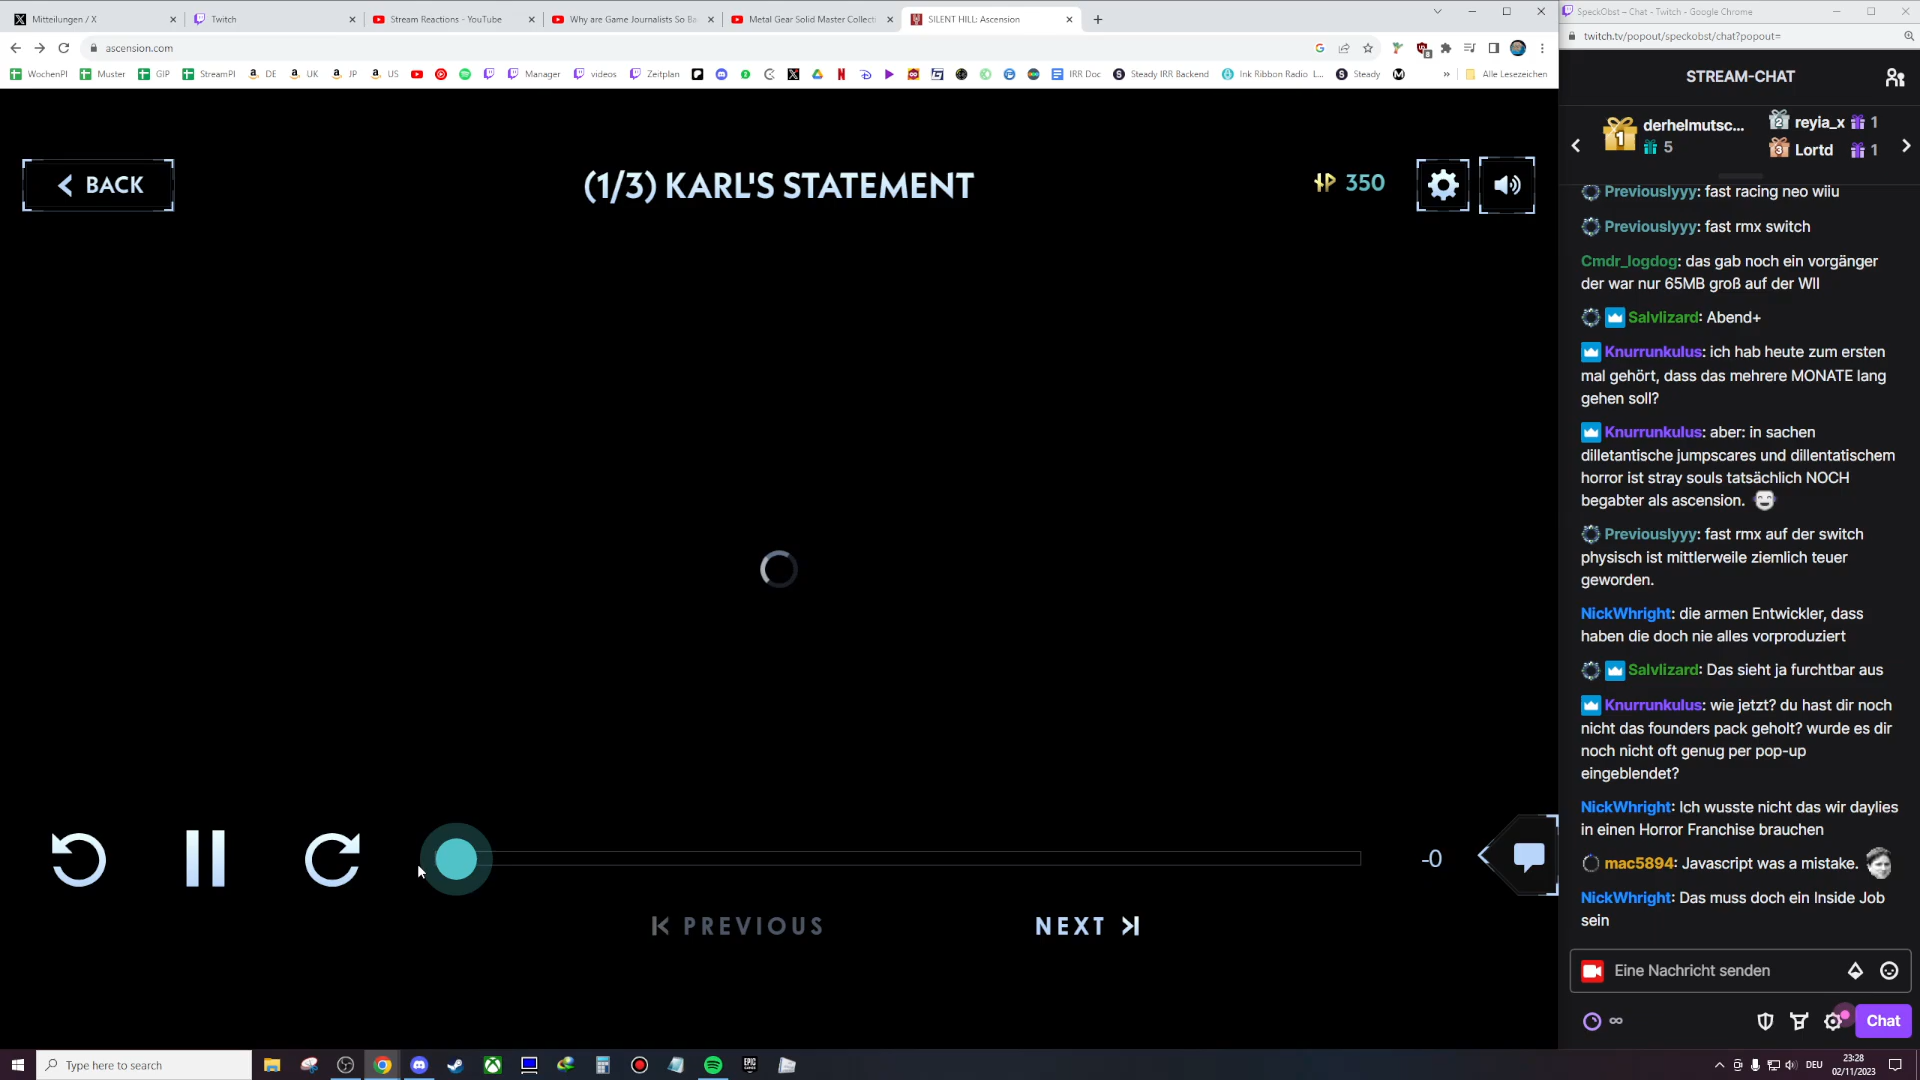 Mitteilungen / X
Twitch
Stream Reactions - YouTube
Why are Game Journalists So Ba
Metal Gear Solid Master Collecti
SILENT HILL: Ascension
SpeckObst – Chat - Twitch - Google Chrome
ascension.com
twitch.tv/popout/speckobst/chat?popout=
WochenPl
Muster
GIP
StreamPl
DE
UK
JP
US
Manager
videos
Zeitplan
IRR Doc
Steady IRR Backend
Ink Ribbon Radio L...
Steady
»
Alle Lesezeichen
STREAM-CHAT
1 derhelmutsc...
5
2 reyia_x 1
3 Lortd 1
BACK
(1/3) KARL'S STATEMENT
350
Previouslyyy: fast racing neo wiiu
Previouslyyy: fast rmx switch
Cmdr_logdog: das gab noch ein vorgänger
der war nur 65MB groß auf der WII
Salvlizard: Abend+
Knurrunkulus: ich hab heute zum ersten
mal gehört, dass das mehrere MONATE lang
gehen soll?
Knurrunkulus: aber: in sachen
dilletantische jumpscares und dillentatischem
horror ist stray souls tatsächlich NOCH
begabter als ascension.
Previouslyyy: fast rmx auf der switch
physisch ist mittlerweile ziemlich teuer
geworden.
NickWhright: die armen Entwickler, dass
haben die doch nie alles vorproduziert
Salvlizard: Das sieht ja furchtbar aus
Knurrunkulus: wie jetzt? du hast dir noch
nicht das founders pack geholt? wurde es dir
noch nicht oft genug per pop-up
eingeblendet?
NickWhright: Ich wusste nicht das wir daylies
in einen Horror Franchise brauchen
mac5894: Javascript was a mistake.
NickWhright: Das muss doch ein Inside Job
sein
-0
PREVIOUS
NEXT
Eine Nachricht senden
∞
Chat
Type here to search
DEU
23:28
02/11/2023